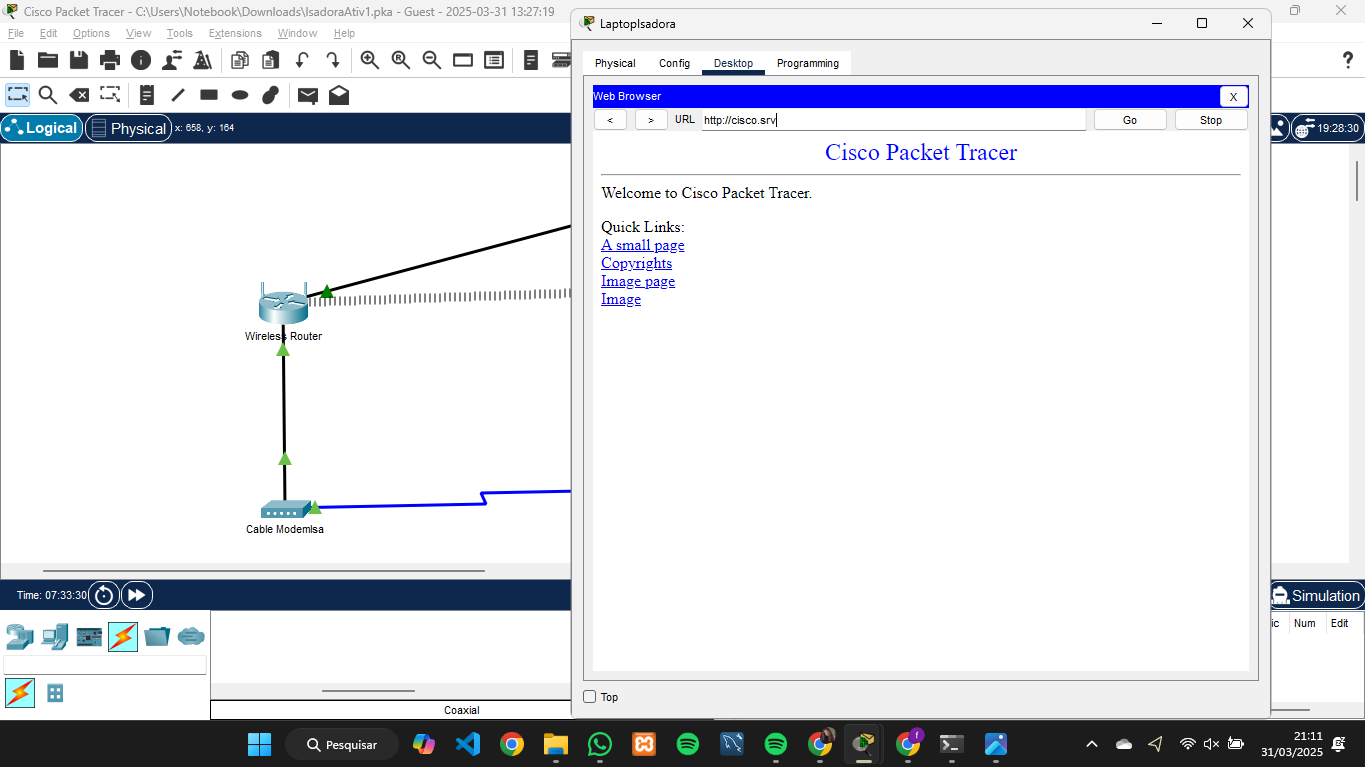 Cisco Packet Tracer - C:\Users\Notebook\Downloads\IsadoraAtiv1.pka - Guest - 2025-03-31 13:27:19
File Edit Options View Tools Extensions Window Help
Logical Physical x: 658, y: 164
19:28:30
Wireless Router
Cable ModemIsa
Time: 07:33:30
Simulation
ic Num Edit
Coaxial
LaptopIsadora
Physical Config Desktop Programming
Web Browser X
< > URL http://cisco.srv Go Stop
Cisco Packet Tracer
Welcome to Cisco Packet Tracer.
Quick Links:
A small page
Copyrights
Image page
Image
Top
Pesquisar
21:11
31/03/2025